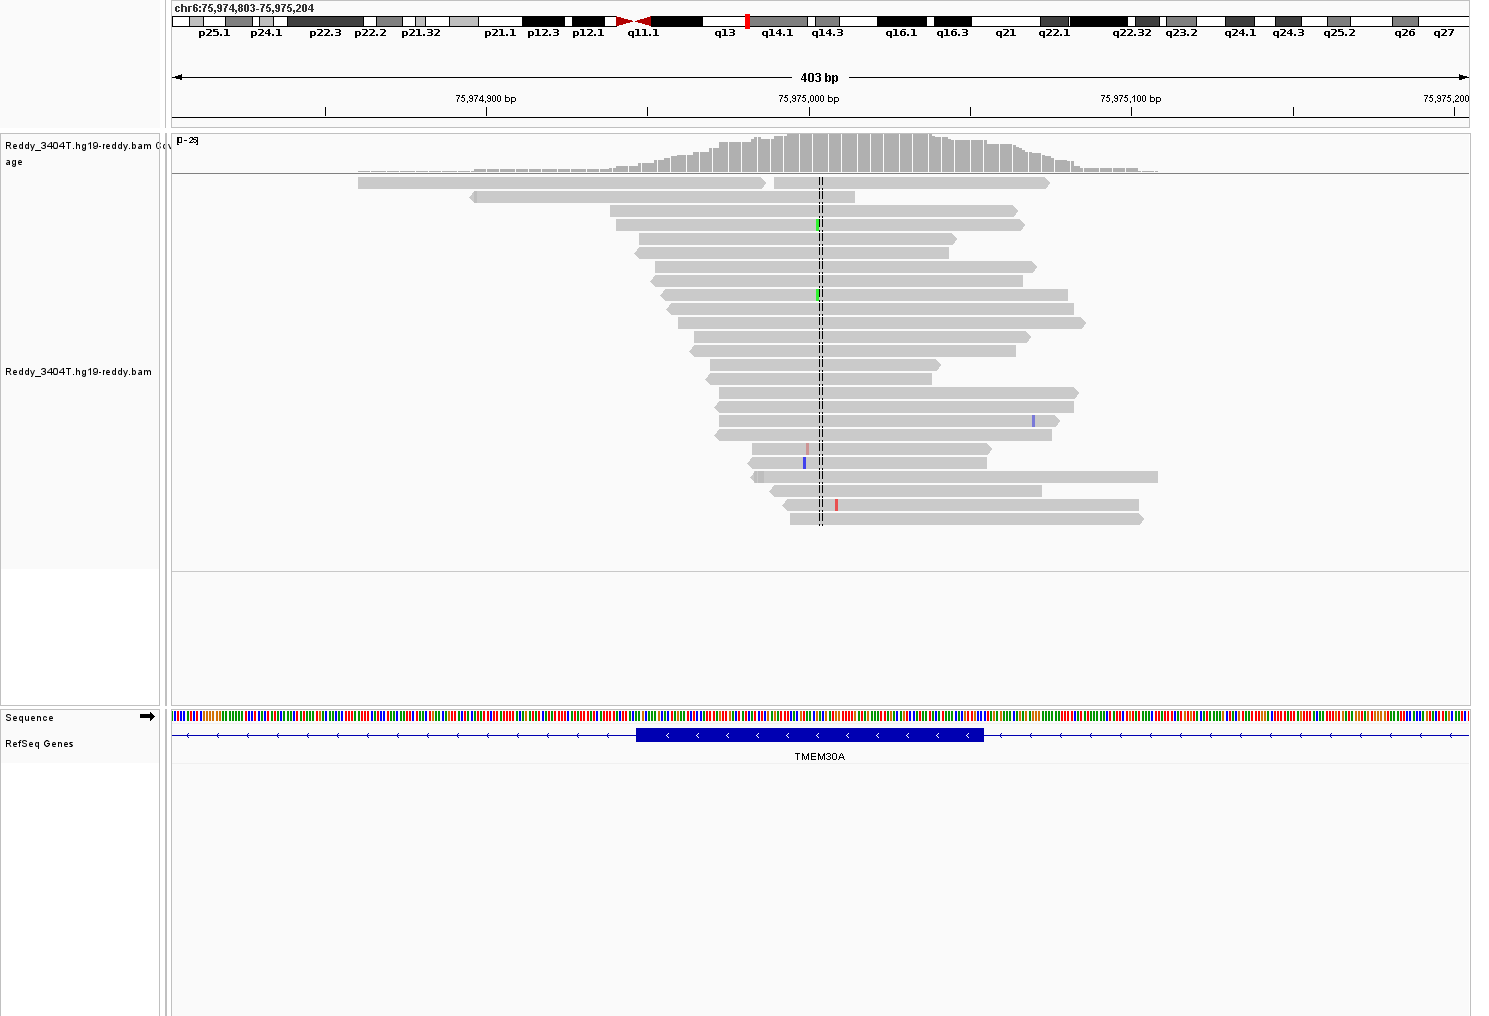 chr6:75,974,803-75,975,204
p25.1 p24.1 p22.3 p22.2 p21.32 p21.1 p12.3 p12.1 q11.1 q13 q14.1 q14.3 q16.1 q16.3 q21 q22.1 q22.32 q23.2 q24.1 q24.3 q25.2 q26 q27
403 bp
75,974,900 bp 75,975,000 bp 75,975,100 bp 75,975,200
Reddy_3404T.hg19-reddy.bam Cov
age
[0-25]
Reddy_3404T.hg19-reddy.bam
Sequence
RefSeq Genes
TMEM30A